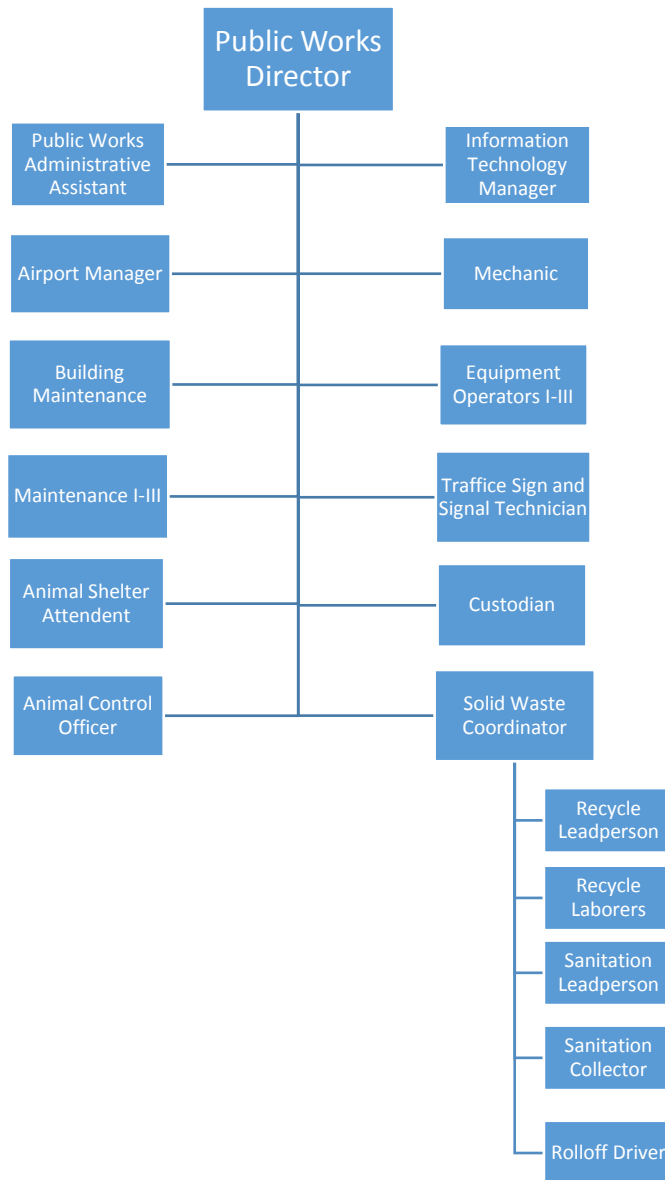 Public Works
Director
Public Works
Administrative
Assistant
Information
Technology
Manager
Airport Manager
Mechanic
Building
Maintenance
Equipment
Operators I-III
Maintenance I-III
Traffice Sign and
Signal Technician
Animal Shelter
Attendent
Custodian
Animal Control
Officer
Solid Waste
Coordinator
Recycle
Leadperson
Recycle
Laborers
Sanitation
Leadperson
Sanitation
Collector
Rolloff Driver